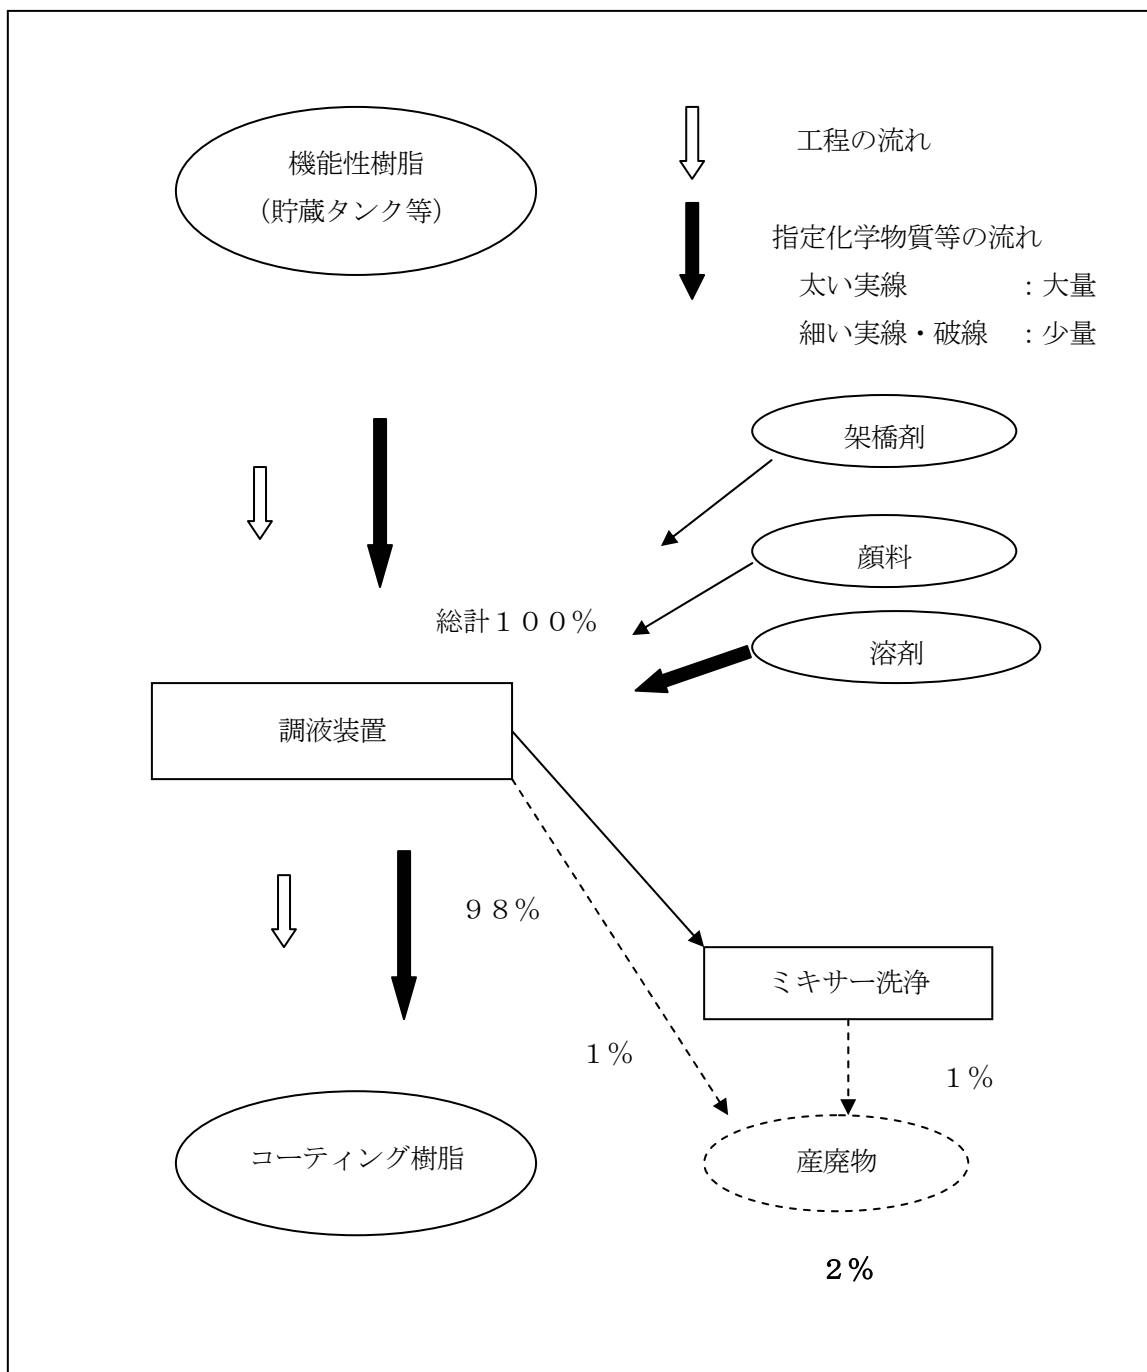 機能性樹脂
（貯蔵タンク等）
工程の流れ
指定化学物質等の流れ
太い実線　　　　：大量
細い実線・破線　：少量
架橋剤
顔料
総計１００％
溶剤
調液装置
９８％
ミキサー洗浄
１％
１％
コーティング樹脂
産廃物
２％